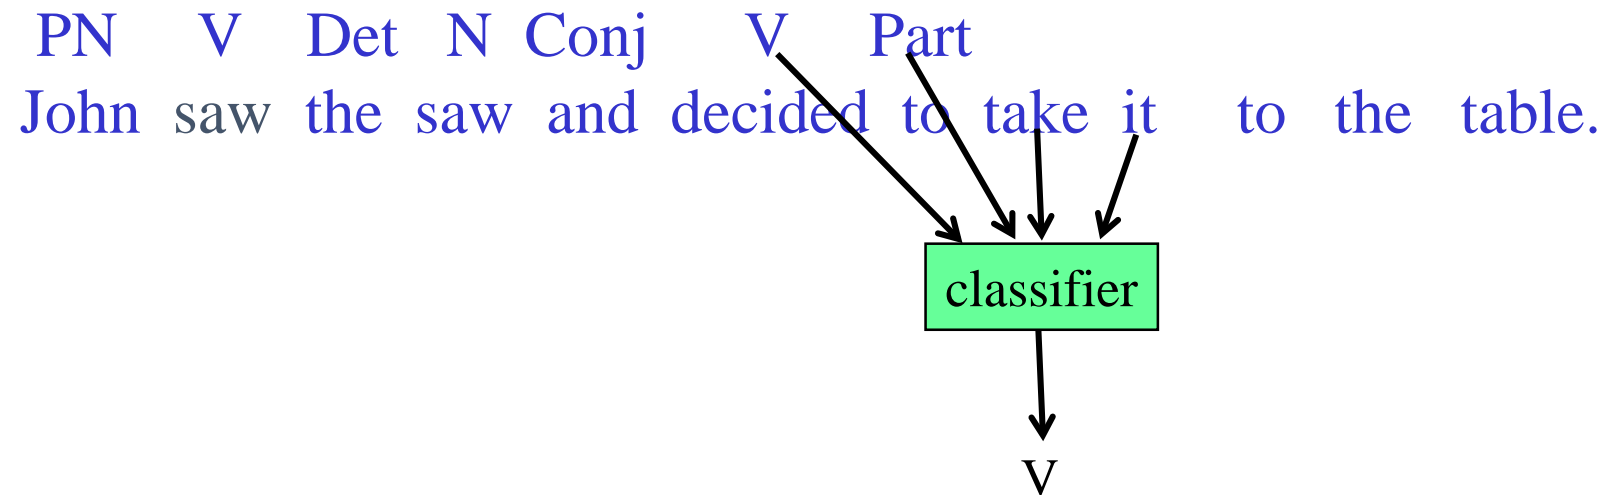 PN V Det N Conj V Part
John saw the saw and decided to take it to the table.
classifier
V